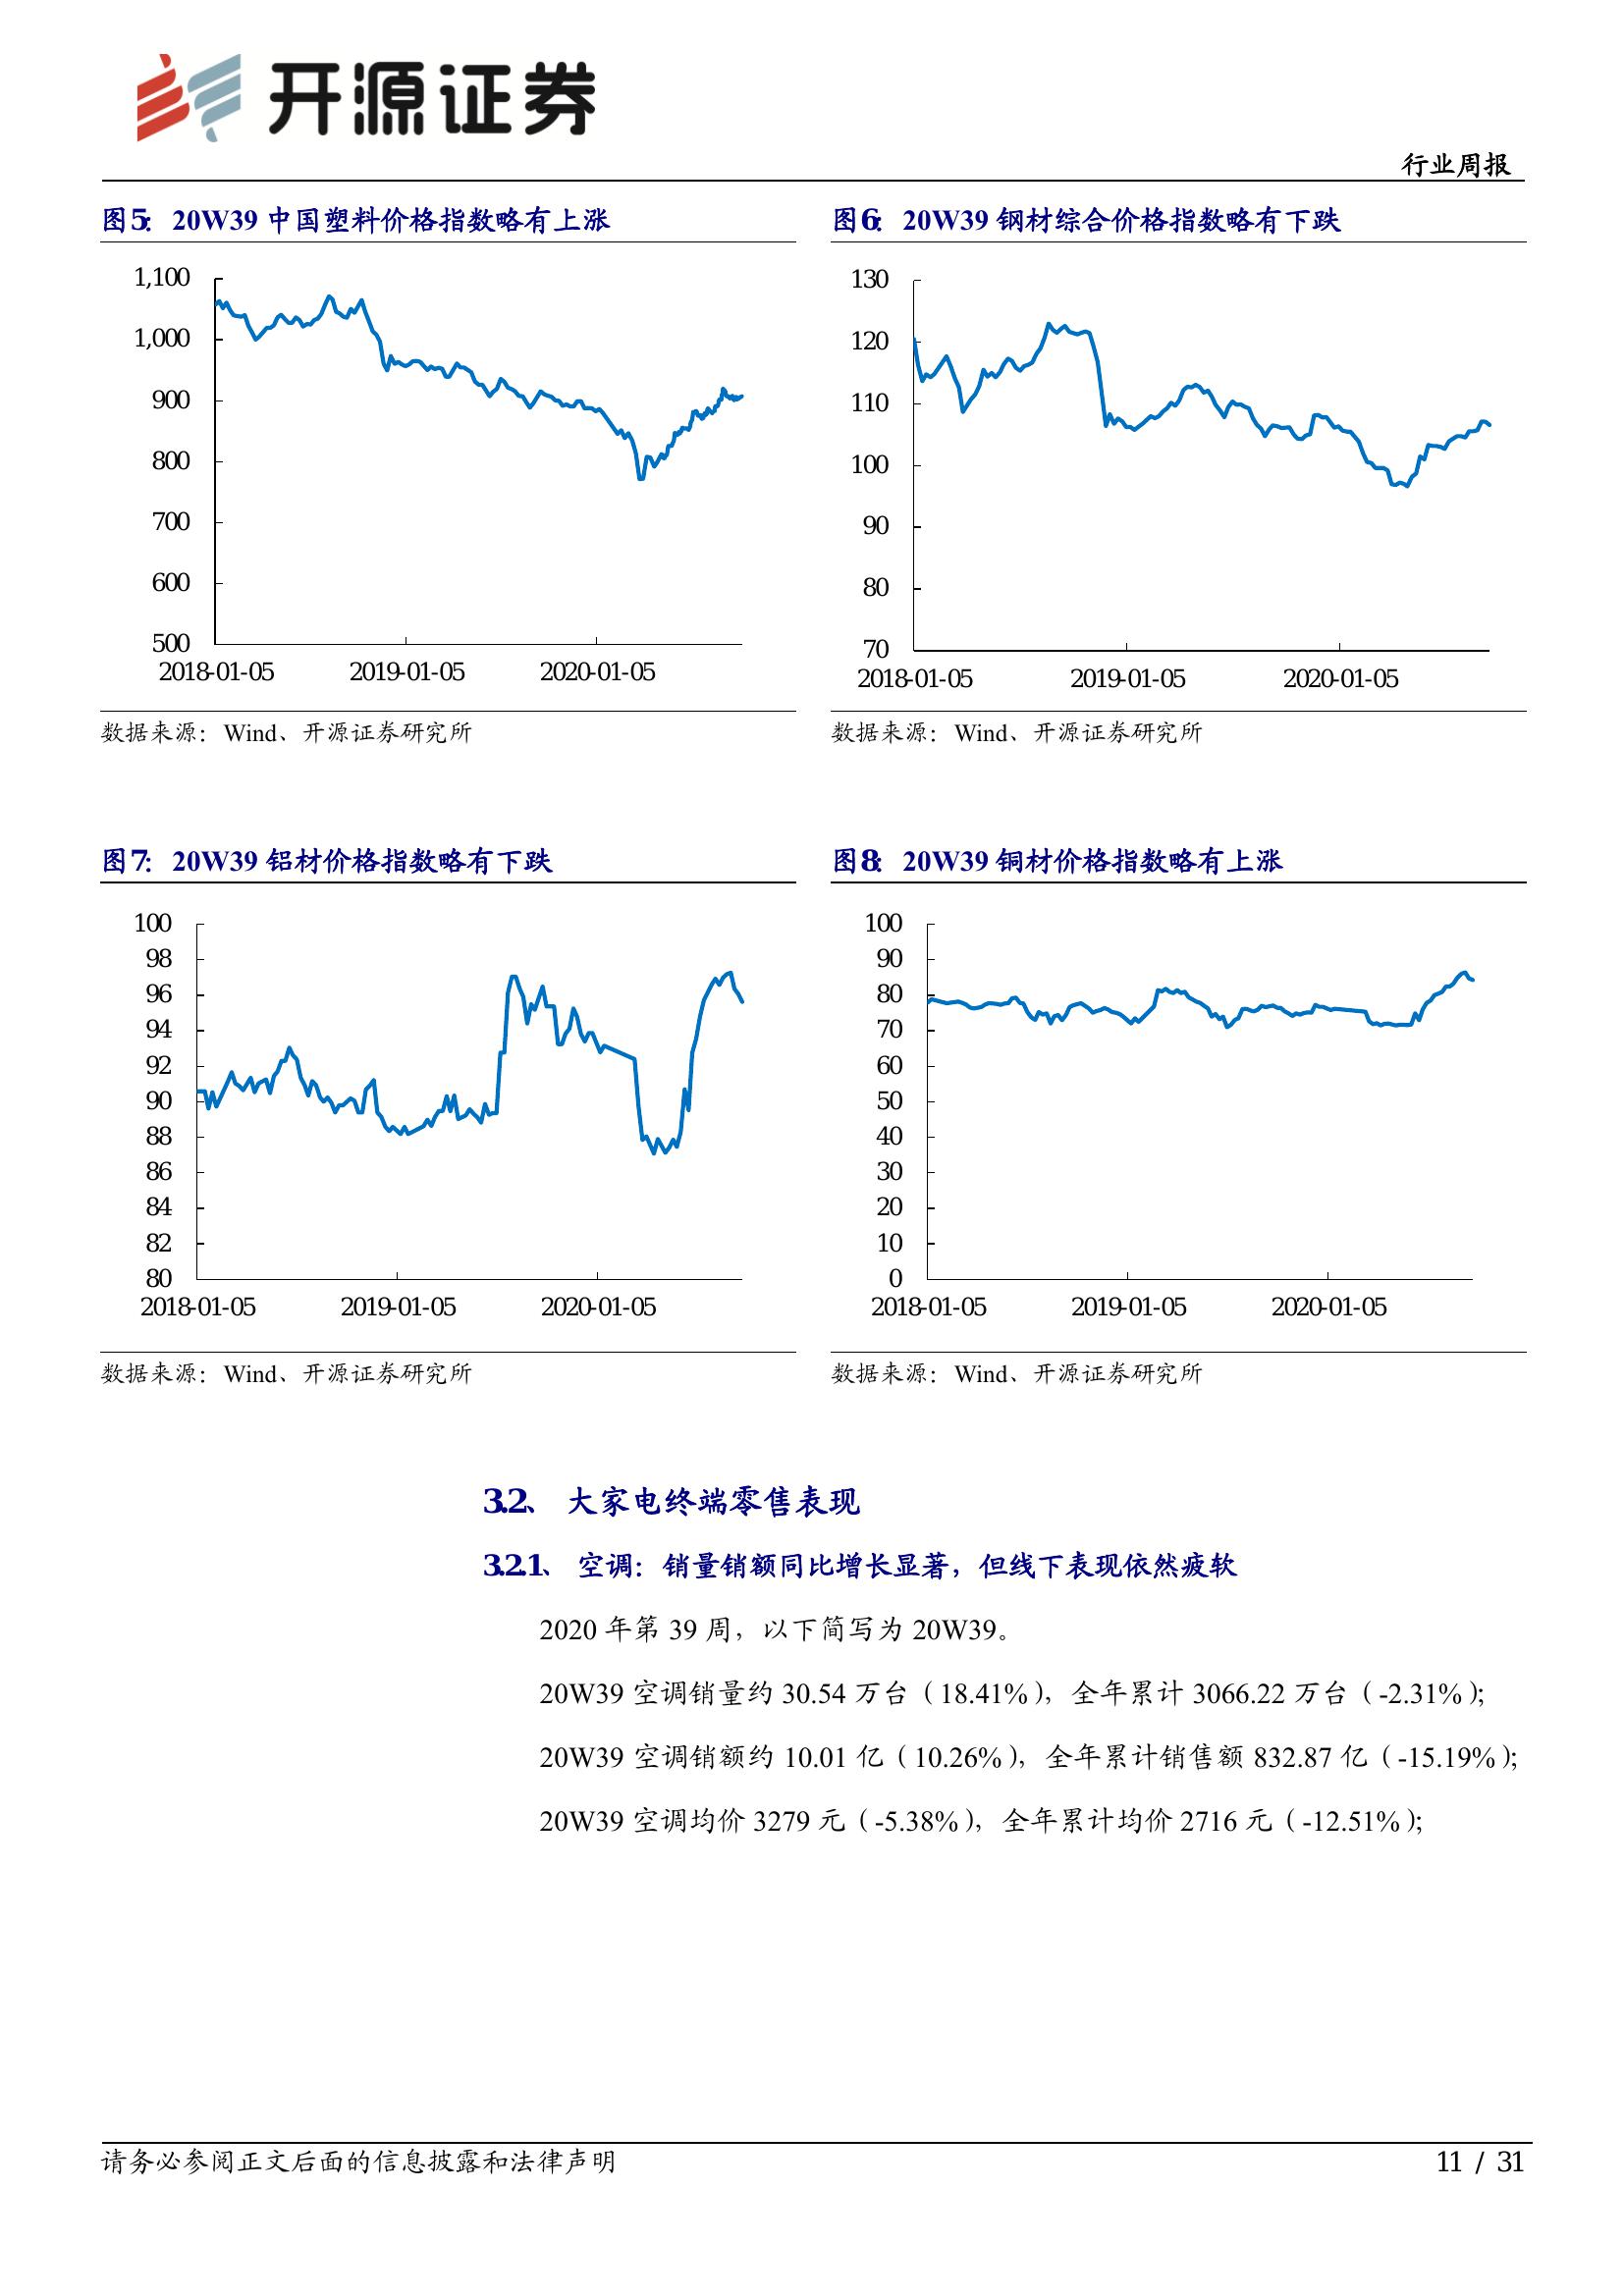 开源证券
行业周报
图5： 20W39 中国塑料价格指数略有上涨
1,100
1,000
900
800
700
600
500
2018-01-05 2019-01-05 2020-01-05
数据来源：Wind、开源证券研究所
图6： 20W39 钢材综合价格指数略有下跌
130
120
110
100
90
80
70
2018-01-05 2019-01-05 2020-01-05
数据来源：Wind、开源证券研究所
图7： 20W39 铝材价格指数略有下跌
100
98
96
94
92
90
88
86
84
82
80
2018-01-05 2019-01-05 2020-01-05
数据来源：Wind、开源证券研究所
图8： 20W39 铜材价格指数略有上涨
100
90
80
70
60
50
40
30
20
10
0
2018-01-05 2019-01-05 2020-01-05
数据来源：Wind、开源证券研究所
3.2、 大家电终端零售表现
3.2.1、 空调：销量销额同比增长显著，但线下表现依然疲软
2020 年第 39 周，以下简写为 20W39。
20W39 空调销量约 30.54 万台（18.41%），全年累计 3066.22 万台（-2.31%）；
20W39 空调销额约 10.01 亿（10.26%），全年累计销售额 832.87 亿（-15.19%）；
20W39 空调均价 3279 元（-5.38%），全年累计均价 2716 元（-12.51%）；
请务必参阅正文后面的信息披露和法律声明
11 / 31